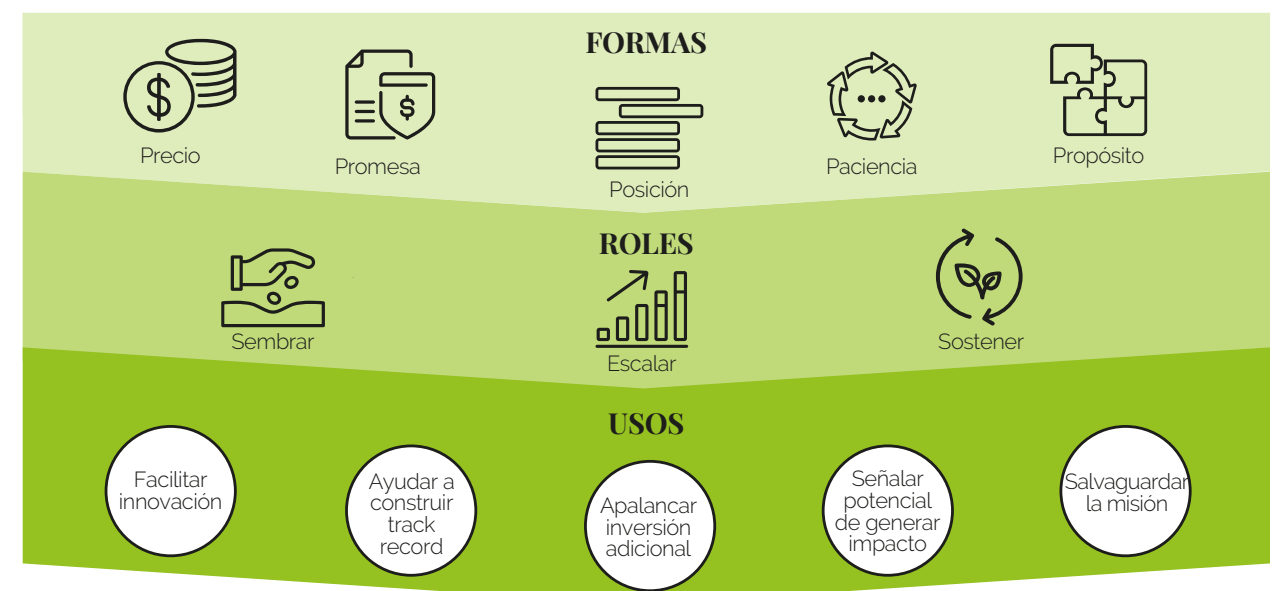 FORMAS
$
$
Precio
Promesa
Posición
Paciencia
Propósito
ROLES
Sembrar
Escalar
Sostener
USOS
Facilitar
innovación
Ayudar a
construir
track
record
Apalancar
inversión
adicional
Señalar
potencial
de generar
impacto
Salvaguardar
la misión